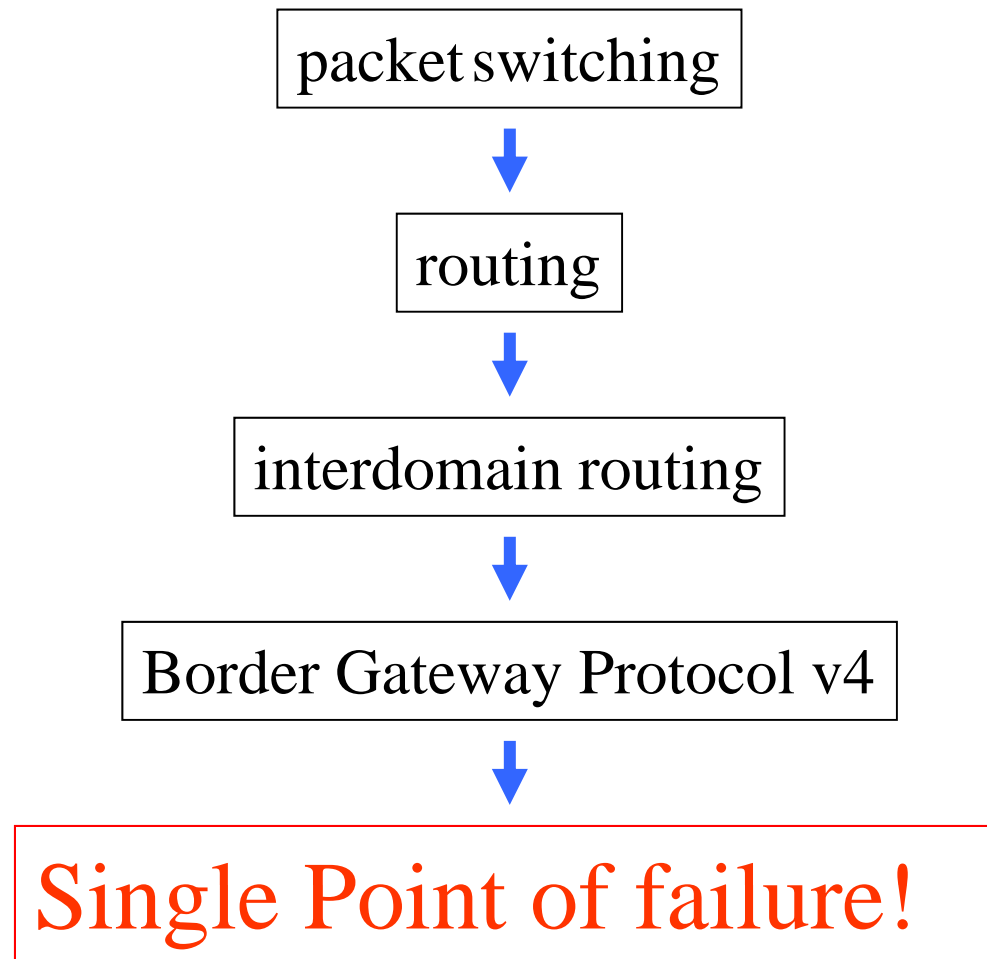 packet switching
routing
interdomain routing
Border Gateway Protocol v4
Single Point of failure!